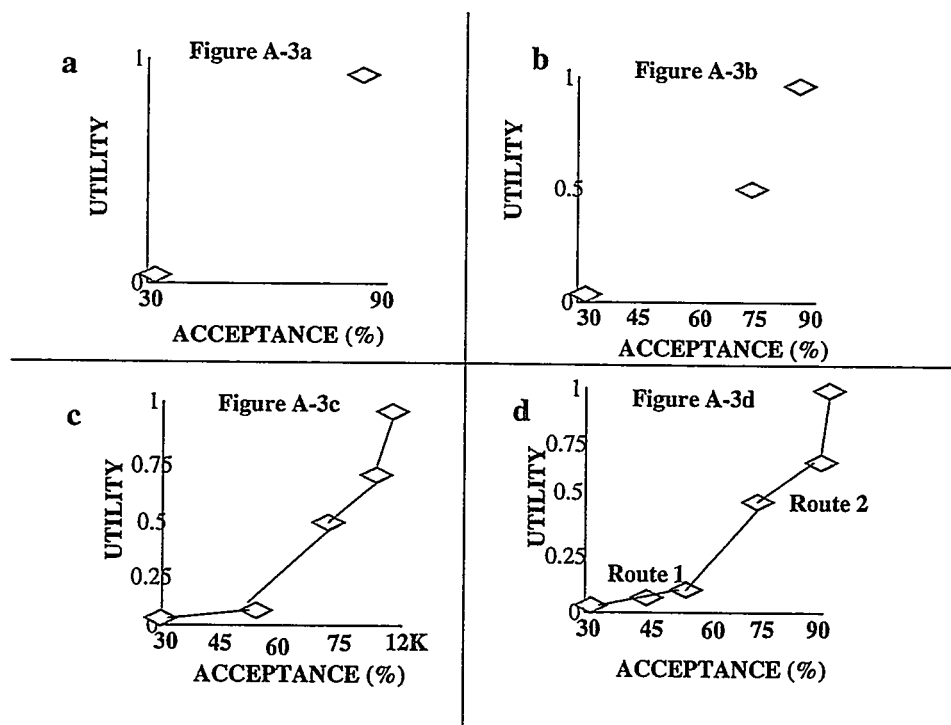 a
Figure A-3a
1
UTILITY
0
30 90
ACCEPTANCE (%)
b
Figure A-3b
1
UTILITY
0.5
0
30 45 60 75 90
ACCEPTANCE (%)
c
Figure A-3c
1
UTILITY
0.75
0.5
0.25
0
30 45 60 75 12K
ACCEPTANCE (%)
d
Figure A-3d
1
UTILITY
0.75
0.5
Route 2
0.25
Route 1
0
30 45 60 75 90
ACCEPTANCE (%)